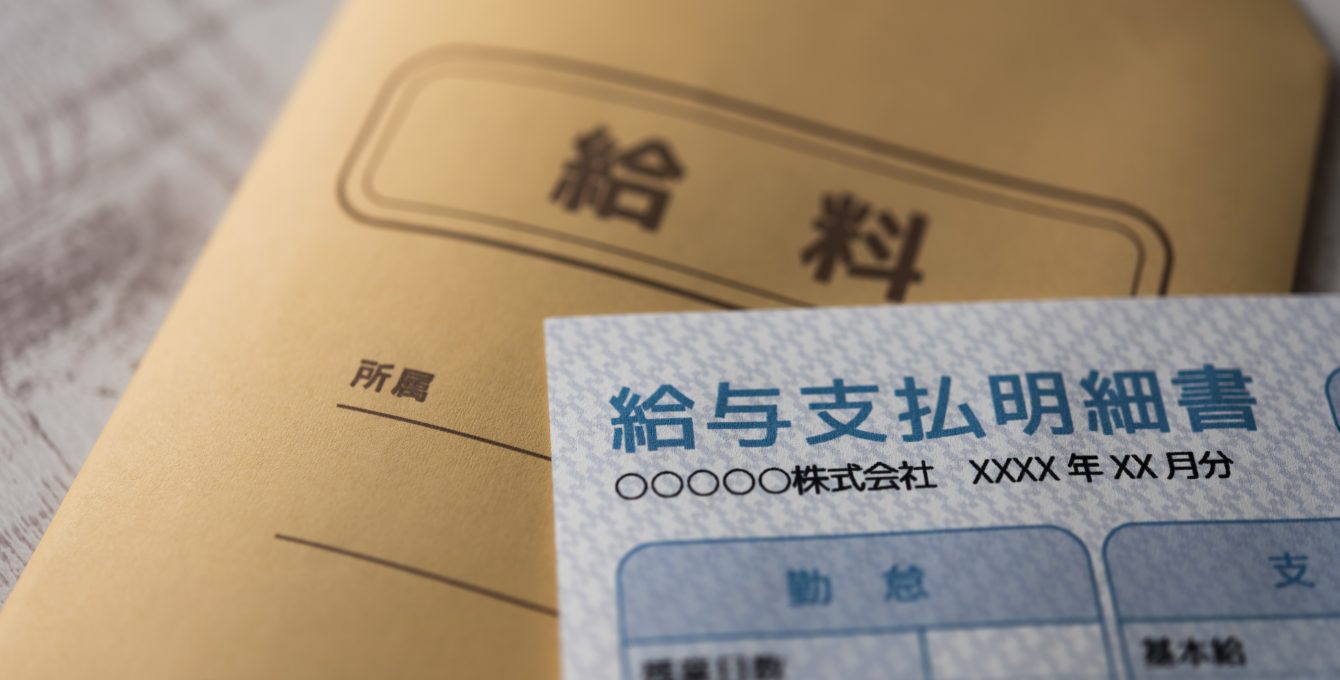 給料
所属
給与支払明細書
○○○○○株式会社　XXXX 年 XX 月分
勤 怠
支
基本給